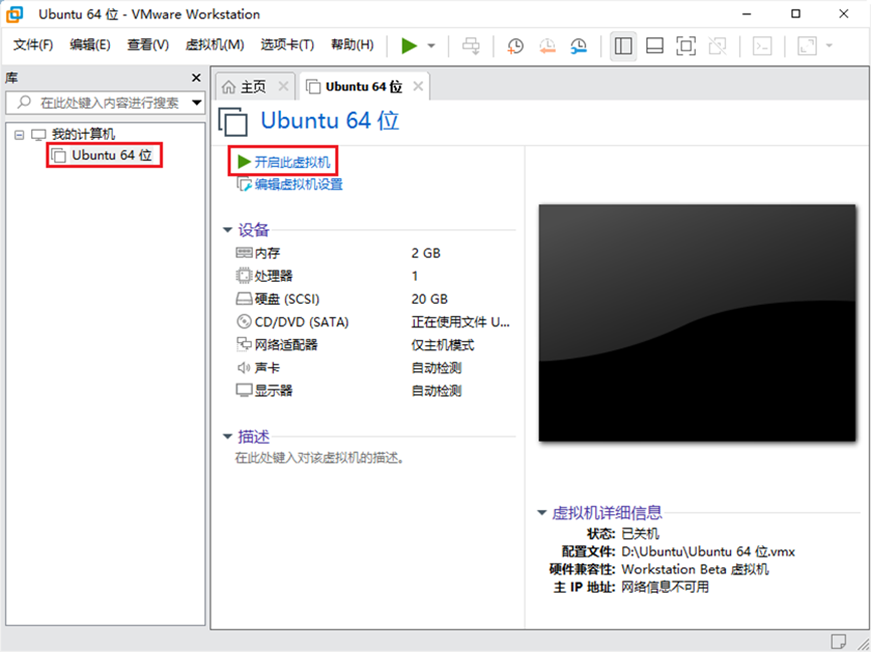 Ubuntu 64 位 - VMware Workstation
文件(F) 编辑(E) 查看(V) 虚拟机(M) 选项卡(T) 帮助(H)
库
在此处键入内容进行搜索
我的计算机
Ubuntu 64 位
主页
Ubuntu 64 位
Ubuntu 64 位
开启此虚拟机
编辑虚拟机设置
设备
内存 2 GB
处理器 1
硬盘 (SCSI) 20 GB
CD/DVD (SATA) 正在使用文件 U...
网络适配器 仅主机模式
声卡 自动检测
显示器 自动检测
描述
在此处键入对该虚拟机的描述。
虚拟机详细信息
状态: 已关机
配置文件: D:\Ubuntu\Ubuntu 64 位.vmx
硬件兼容性: Workstation Beta 虚拟机
主 IP 地址: 网络信息不可用